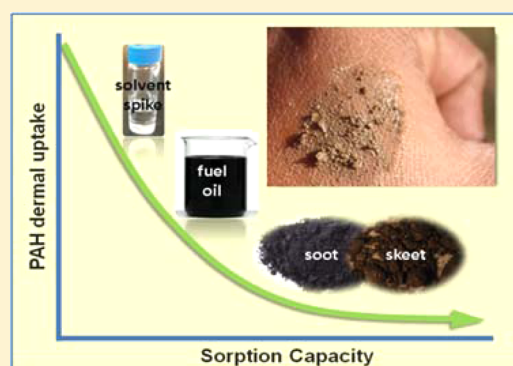 PAH dermal uptake
solvent
spike
fuel
oil
soot
skeet
Sorption Capacity